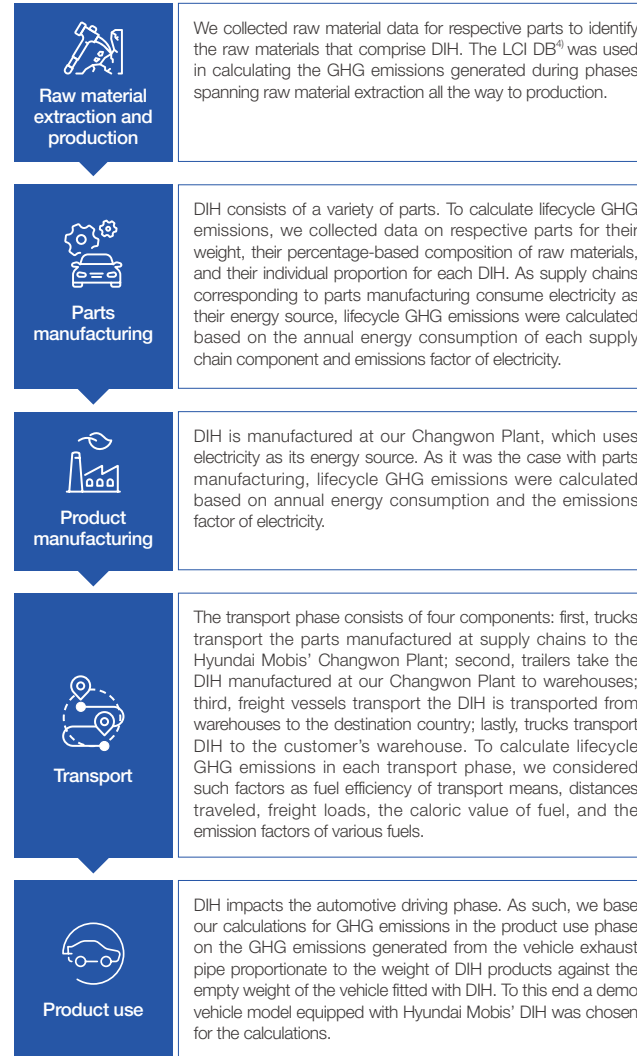 Raw material
extraction and
production
We collected raw material data for respective parts to identify
the raw materials that comprise DIH. The LCI DB4) was used
in calculating the GHG emissions generated during phases
spanning raw material extraction all the way to production.
Parts
manufacturing
DIH consists of a variety of parts. To calculate lifecycle GHG
emissions, we collected data on respective parts for their
weight, their percentage-based composition of raw materials,
and their individual proportion for each DIH. As supply chains
corresponding to parts manufacturing consume electricity as
their energy source, lifecycle GHG emissions were calculated
based on the annual energy consumption of each supply
chain component and emissions factor of electricity.
Product
manufacturing
DIH is manufactured at our Changwon Plant, which uses
electricity as its energy source. As it was the case with parts
manufacturing, lifecycle GHG emissions were calculated
based on annual energy consumption and the emissions
factor of electricity.
Transport
The transport phase consists of four components: first, trucks
transport the parts manufactured at supply chains to the
Hyundai Mobis' Changwon Plant; second, trailers take the
DIH manufactured at our Changwon Plant to warehouses;
third, freight vessels transport the DIH is transported from
warehouses to the destination country; lastly, trucks transport
DIH to the customer's warehouse. To calculate lifecycle
GHG emissions in each transport phase, we considered
such factors as fuel efficiency of transport means, distances
traveled, freight loads, the caloric value of fuel, and the
emission factors of various fuels.
Product use
DIH impacts the automotive driving phase. As such, we base
our calculations for GHG emissions in the product use phase
on the GHG emissions generated from the vehicle exhaust
pipe proportionate to the weight of DIH products against the
empty weight of the vehicle fitted with DIH. To this end a demo
vehicle model equipped with Hyundai Mobis' DIH was chosen
for the calculations.